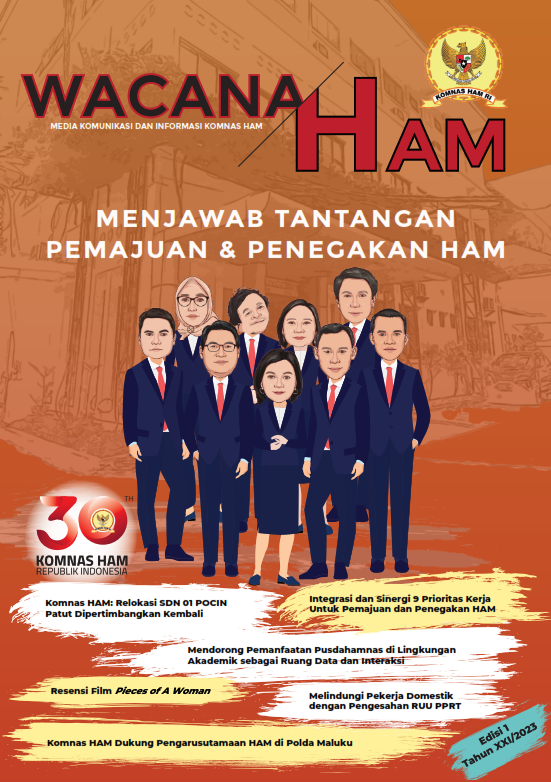 WACANA
HAM
MEDIA KOMUNIKASI DAN INFORMASI KOMNAS HAM
KOMNAS HAM RI
MENJAWAB TANTANGAN
PEMAJUAN & PENEGAKAN HAM
30TH
KOMNAS HAM
REPUBLIK INDONESIA
Komnas HAM: Relokasi SDN 01 POCIN
Patut Dipertimbangkan Kembali
Integrasi dan Sinergi 9 Prioritas Kerja
Untuk Pemajuan dan Penegakan HAM
Mendorong Pemanfaatan Pusdahamnas di Lingkungan
Akademik sebagai Ruang Data dan Interaksi
Resensi Film Pieces of A Woman
Melindungi Pekerja Domestik
dengan Pengesahan RUU PPRT
Komnas HAM Dukung Pengarusutamaan HAM di Polda Maluku
Edisi 1
Tahun XXI/2023